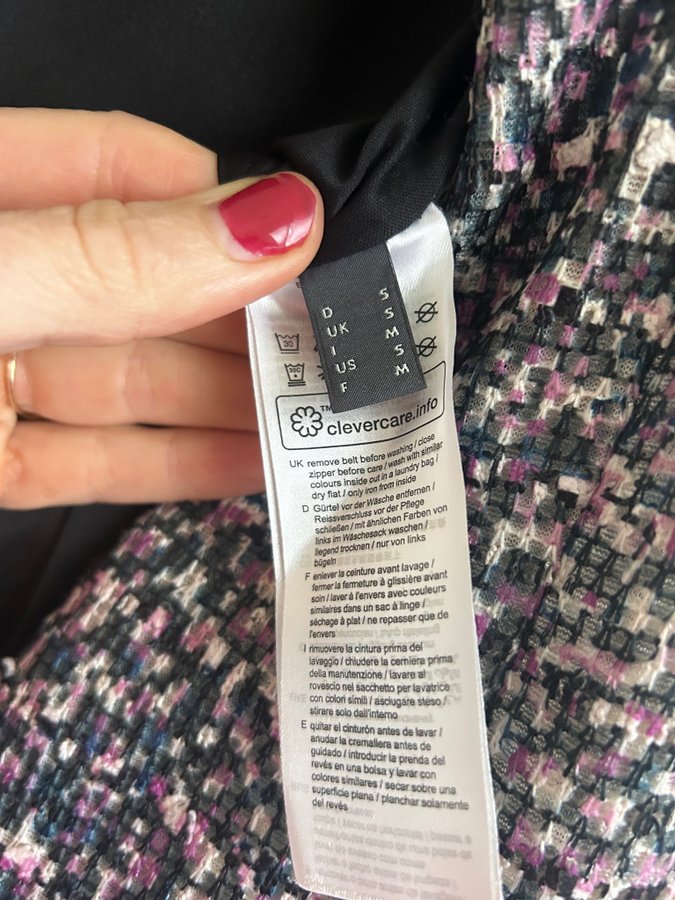 D S
UK S
I M
US S
F M
30
™
clevercare.info
UK remove belt before washing / close
zipper before care / wash with similar
colours inside out in a laundry bag /
dry flat / only iron from inside
D Gürtel vor der Wäsche entfernen /
Reissverschluss vor der Pflege
schließen / mit ähnlichen Farben von
links im Wäschesack waschen /
liegend trocknen / nur von links
bügeln
F enlever la ceinture avant lavage /
fermer la fermeture à glissière avant
soin / laver à l'envers avec couleurs
similaires dans un sac à linge /
séchage à plat / ne repasser que de
l'envers
I rimuovere la cintura prima del
lavaggio / chiudere la cerniera prima
della manutenzione / lavare al
rovescio nel sacchetto per lavatrice
con colori simili / asciugare steso /
stirare solo dall'interno
E quitar el cinturón antes de lavar /
anudar la cremallera antes de
guidado / introducir la prenda del
revés en una bolsa y lavar con
colores similares / secar sobre una
superficie plana / planchar solamente
del revés